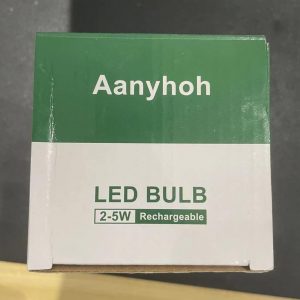 Aanyhoh
LED BULB
2-5W Rechargeable